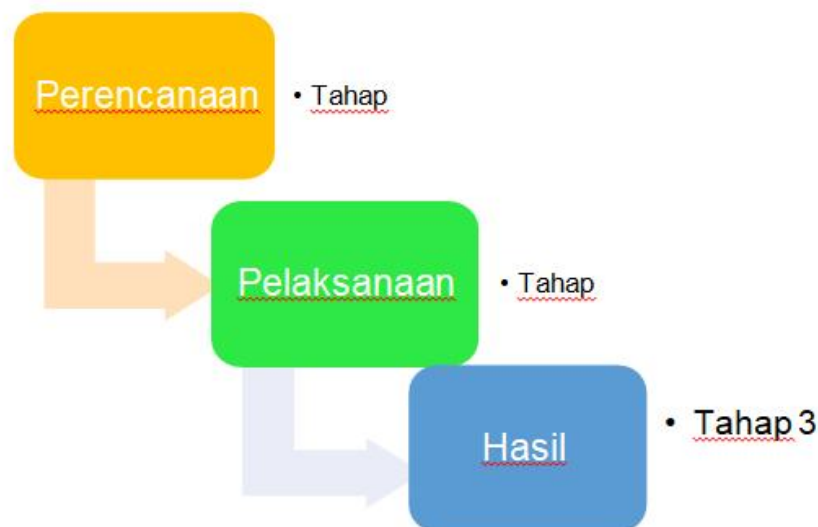 Perencanaan
• Tahap
Pelaksanaan
• Tahap
Hasil
• Tahap 3